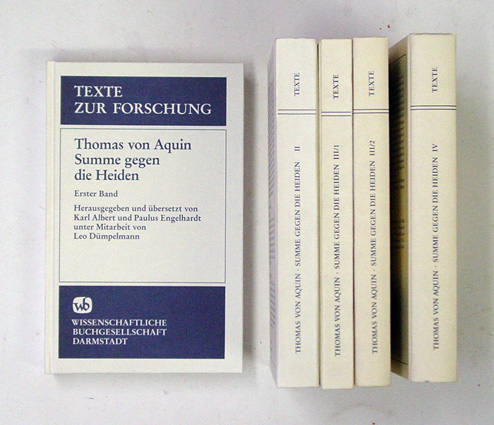 TEXTE
ZUR FORSCHUNG
Thomas von Aquin
Summe gegen
die Heiden
Erster Band
Herausgegeben und übersetzt von
Karl Albert und Paulus Engelhardt
unter Mitarbeit von
Leo Dümpelmann
wb
WISSENSCHAFTLICHE
BUCHGESELLSCHAFT
DARMSTADT
THOMAS VON AQUIN · SUMME GEGEN DIE HEIDEN II TEXTE
THOMAS VON AQUIN · SUMME GEGEN DIE HEIDEN III/1 TEXTE
THOMAS VON AQUIN · SUMME GEGEN DIE HEIDEN III/2 TEXTE
THOMAS VON AQUIN · SUMME GEGEN DIE HEIDEN IV TEXTE